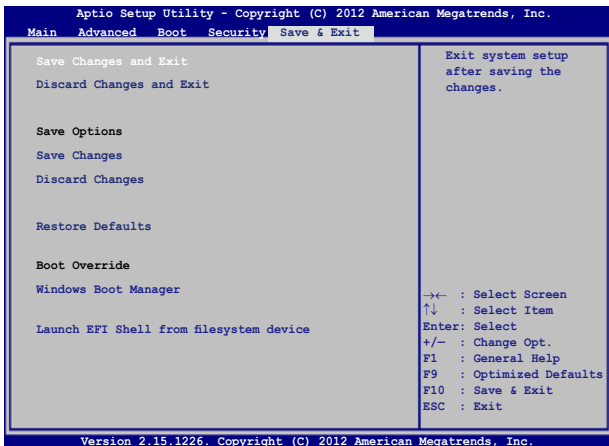 Aptio Setup Utility - Copyright (C) 2012 American Megatrends, Inc.
Main Advanced Boot Security Save & Exit
Save Changes and Exit
Discard Changes and Exit
Save Options
Save Changes
Discard Changes
Restore Defaults
Boot Override
Windows Boot Manager
Launch EFI Shell from filesystem device
Exit system setup
after saving the
changes.
→← : Select Screen
↑↓ : Select Item
Enter: Select
+/— : Change Opt.
F1 : General Help
F9 : Optimized Defaults
F10 : Save & Exit
ESC : Exit
Version 2.15.1226. Copyright (C) 2012 American Megatrends, Inc.